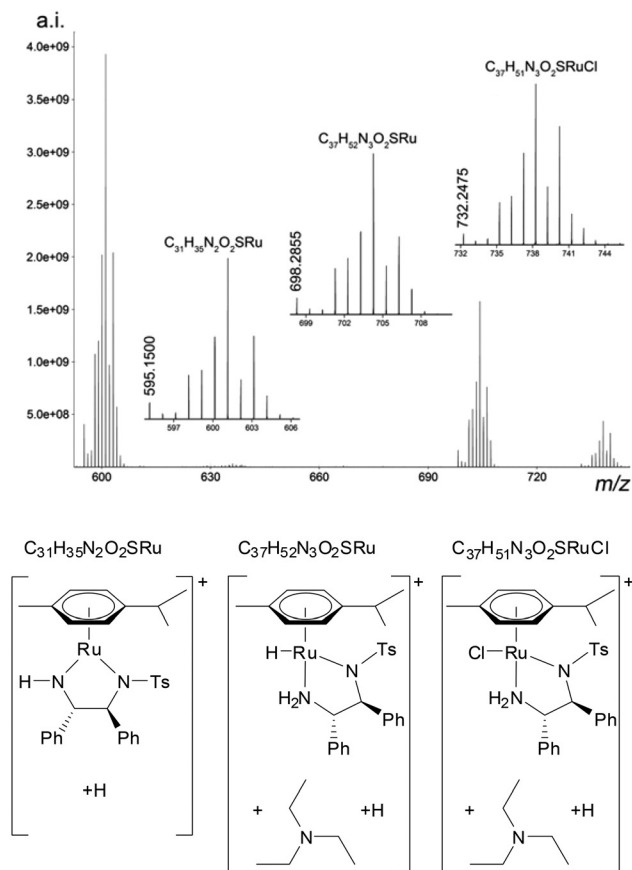 a.i.
4.0e+09
3.5e+09
3.0e+09
2.5e+09
2.0e+09
1.5e+09
1.0e+09
5.0e+08
C₃₁H₃₅N₂O₂SRu
595.1500
597 600 603 606
C₃₇H₅₂N₃O₂SRu
698.2855
699 702 705 708
C₃₇H₅₁N₃O₂SRuCl
732.2475
732 735 738 741 744
600 630 660 690 720
m/z
C₃₁H₃₅N₂O₂SRu C₃₇H₅₂N₃O₂SRu C₃₇H₅₁N₃O₂SRuCl
+
Ru
H N N Ts
Ph Ph
+H
+
H Ru Ts
N
N
H₂
Ph
Ph
+ +H
N
+
Cl Ru Ts
N
N
H₂
Ph
Ph
+ +H
N